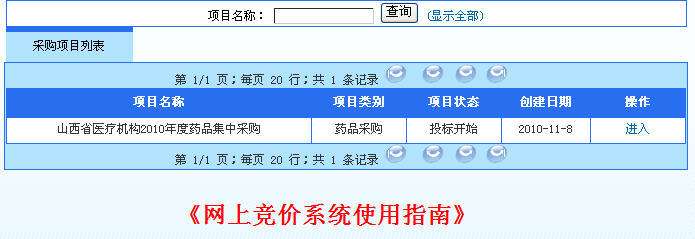 项目名称： 查询 (显示全部)
采购项目列表
第 1/1 页；每页 20 行；共 1 条记录
项目名称 项目类别 项目状态 创建日期 操作
山西省医疗机构2010年度药品集中采购 药品采购 投标开始 2010-11-8 进入
第 1/1 页；每页 20 行；共 1 条记录
《网上竞价系统使用指南》